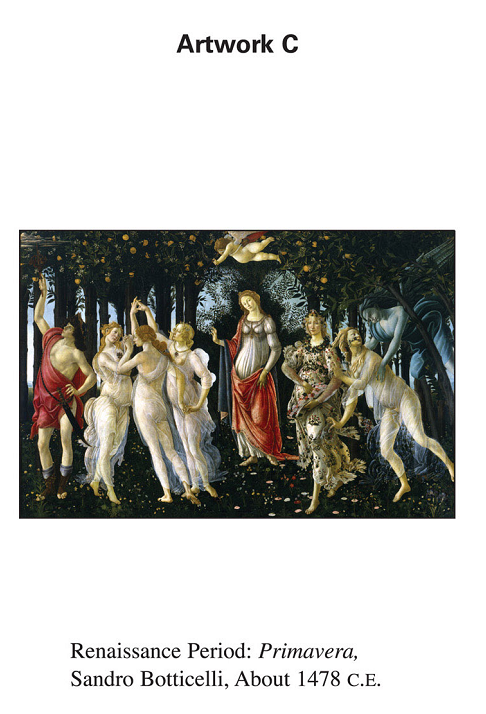 Artwork C
Renaissance Period: Primavera,
Sandro Botticelli, About 1478 C.E.